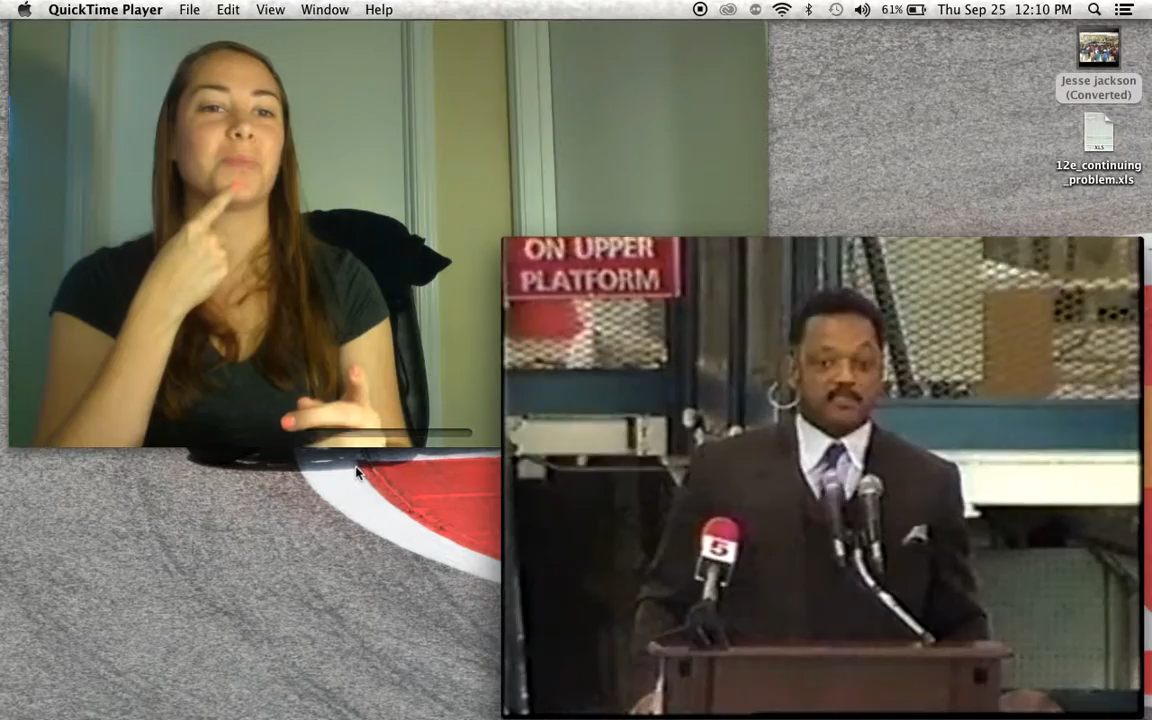 QuickTime Player File Edit View Window Help 61% Thu Sep 25 12:10 PM
Jesse jackson
(Converted)
XLS
12e_continuing
_problem.xls
ON UPPER
PLATFORM
5